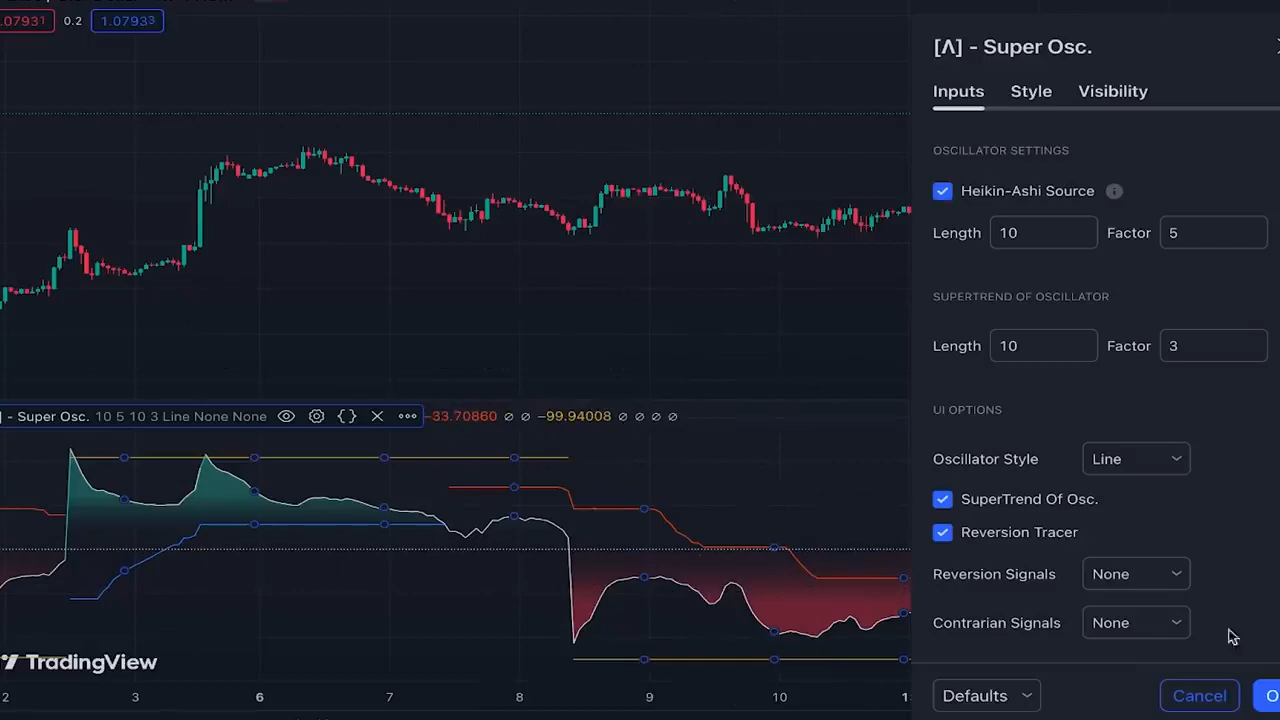 .07931 0.2 1.07933
[Λ] - Super Osc.
Inputs Style Visibility
OSCILLATOR SETTINGS
Heikin-Ashi Source
Length 10 Factor 5
SUPERTREND OF OSCILLATOR
Length 10 Factor 3
UI OPTIONS
Oscillator Style Line
SuperTrend Of Osc.
Reversion Tracer
Reversion Signals None
Contrarian Signals None
Defaults Cancel O
] - Super Osc. 10 5 10 3 Line None None −33.70860 ∅ ∅ −99.94008 ∅ ∅ ∅ ∅
TradingView
2 3 6 7 8 9 10 1